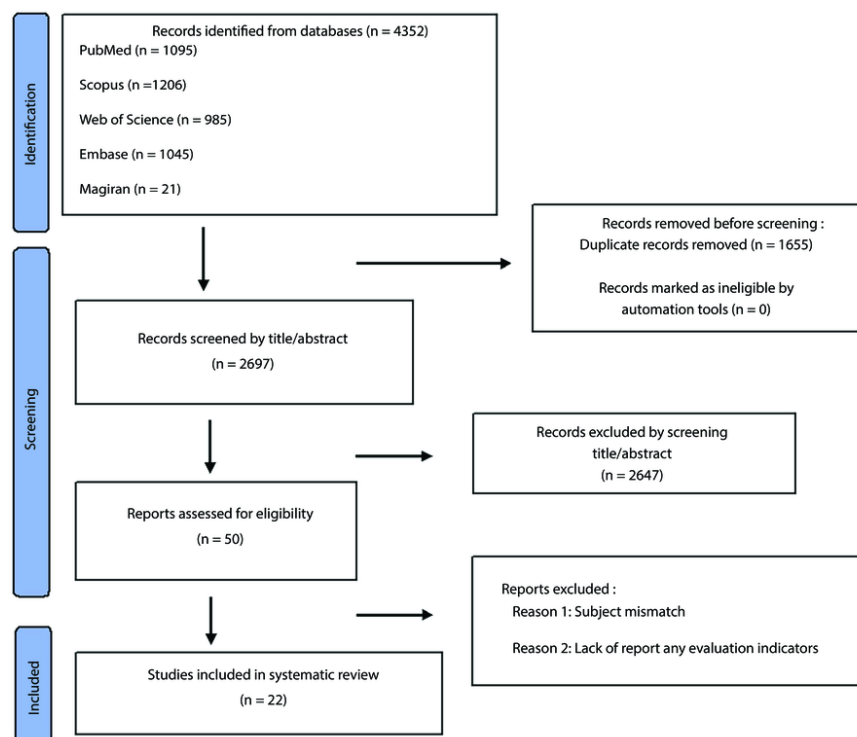 Identification
Records identified from databases (n = 4352)
PubMed (n = 1095)
Scopus (n =1206)
Web of Science (n = 985)
Embase (n = 1045)
Magiran (n = 21)
Records removed before screening :
Duplicate records removed (n = 1655)
Records marked as ineligible by
automation tools (n = 0)
Screening
Records screened by title/abstract
(n = 2697)
Records excluded by screening
title/abstract
(n = 2647)
Reports assessed for eligibility
(n = 50)
Reports excluded :
Reason 1: Subject mismatch
Reason 2: Lack of report any evaluation indicators
Included
Studies included in systematic review
(n = 22)